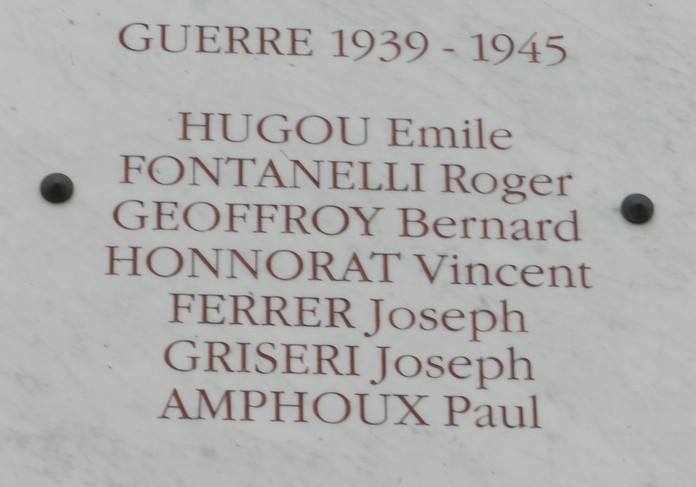 GUERRE 1939 - 1945
HUGOU Emile
FONTANELLI Roger
GEOFFROY Bernard
HONNORAT Vincent
FERRER Joseph
GRISERI Joseph
AMPHOUX Paul